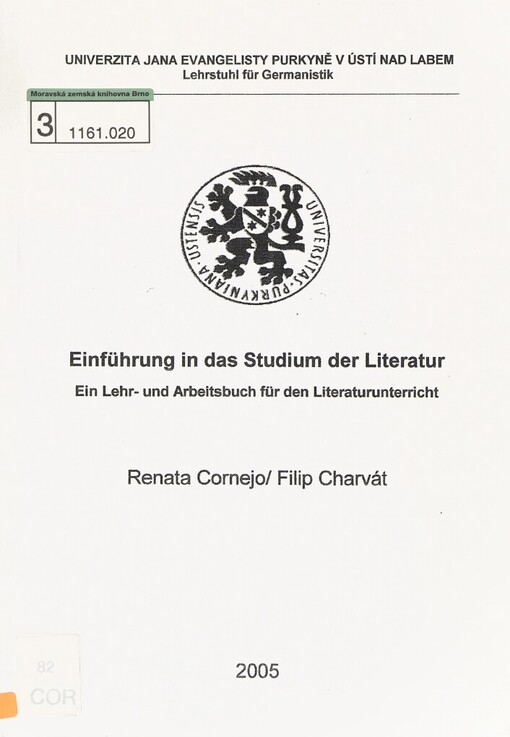 UNIVERZITA JANA EVANGELISTY PURKYNĚ V ÚSTÍ NAD LABEM
Lehrstuhl für Germanistik
Moravská zemská knihovna Brno
3
1161.020
UNIVERSITAS · PURKYNIANA · USTENSIS
Einführung in das Studium der Literatur
Ein Lehr- und Arbeitsbuch für den Literaturunterricht
Renata Cornejo/ Filip Charvát
82
COR
2005